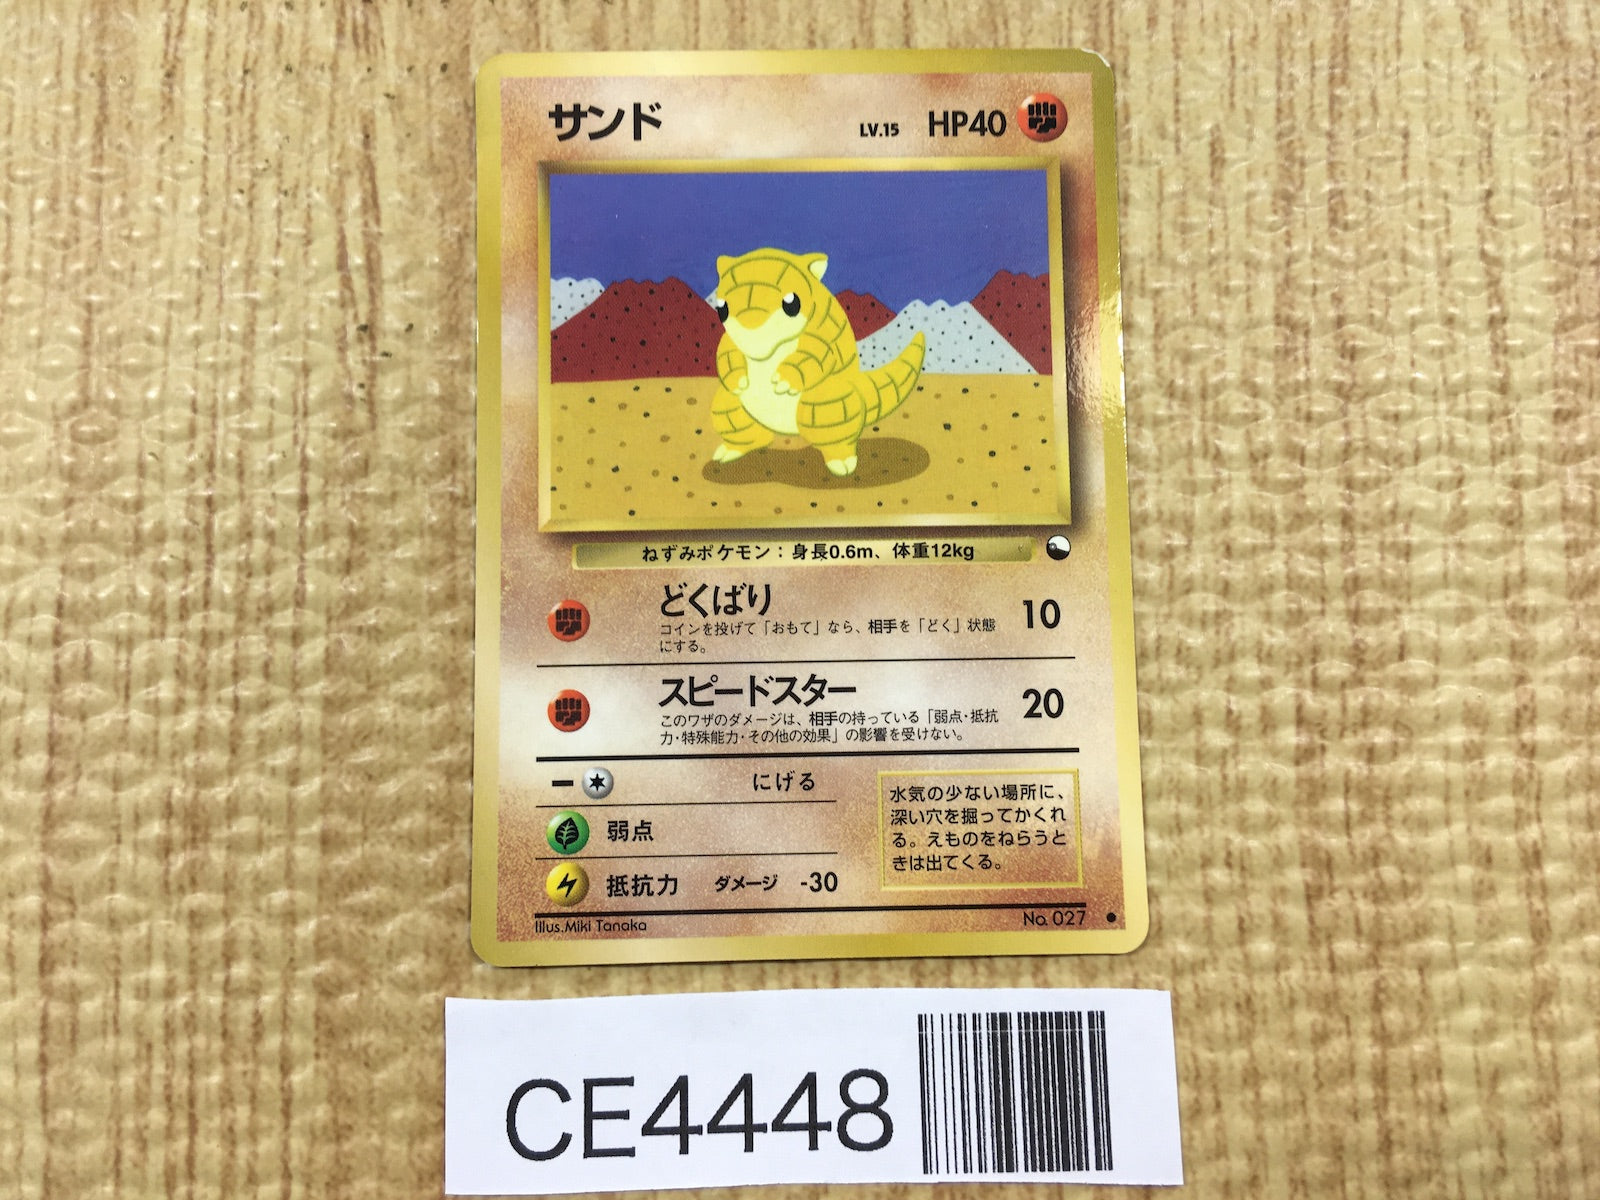 サンド
LV.15 HP40
ねずみポケモン：身長0.6m、体重12kg
どくばり 10
コインを投げて「おもて」なら、相手を「どく」状態
にする。
スピードスター 20
このワザのダメージは、相手の持っている「弱点・抵抗
力・特殊能力・その他の効果」の影響を受けない。
− にげる
弱点
抵抗力 ダメージ -30
水気の少ない場所に、
深い穴を掘ってかくれ
る。えものをねらうと
きは出てくる。
Illus.Miki Tanaka
No. 027
CE4448